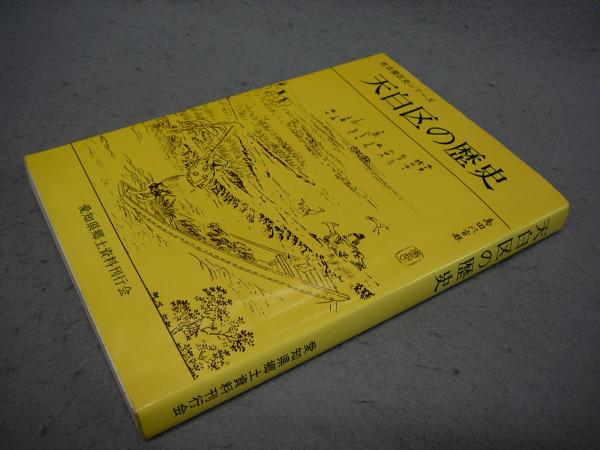 名古屋区史シリーズ
天白区の歴史
愛知県郷土資料刊行会
天白区の歴史
愛知県郷土資料刊行会